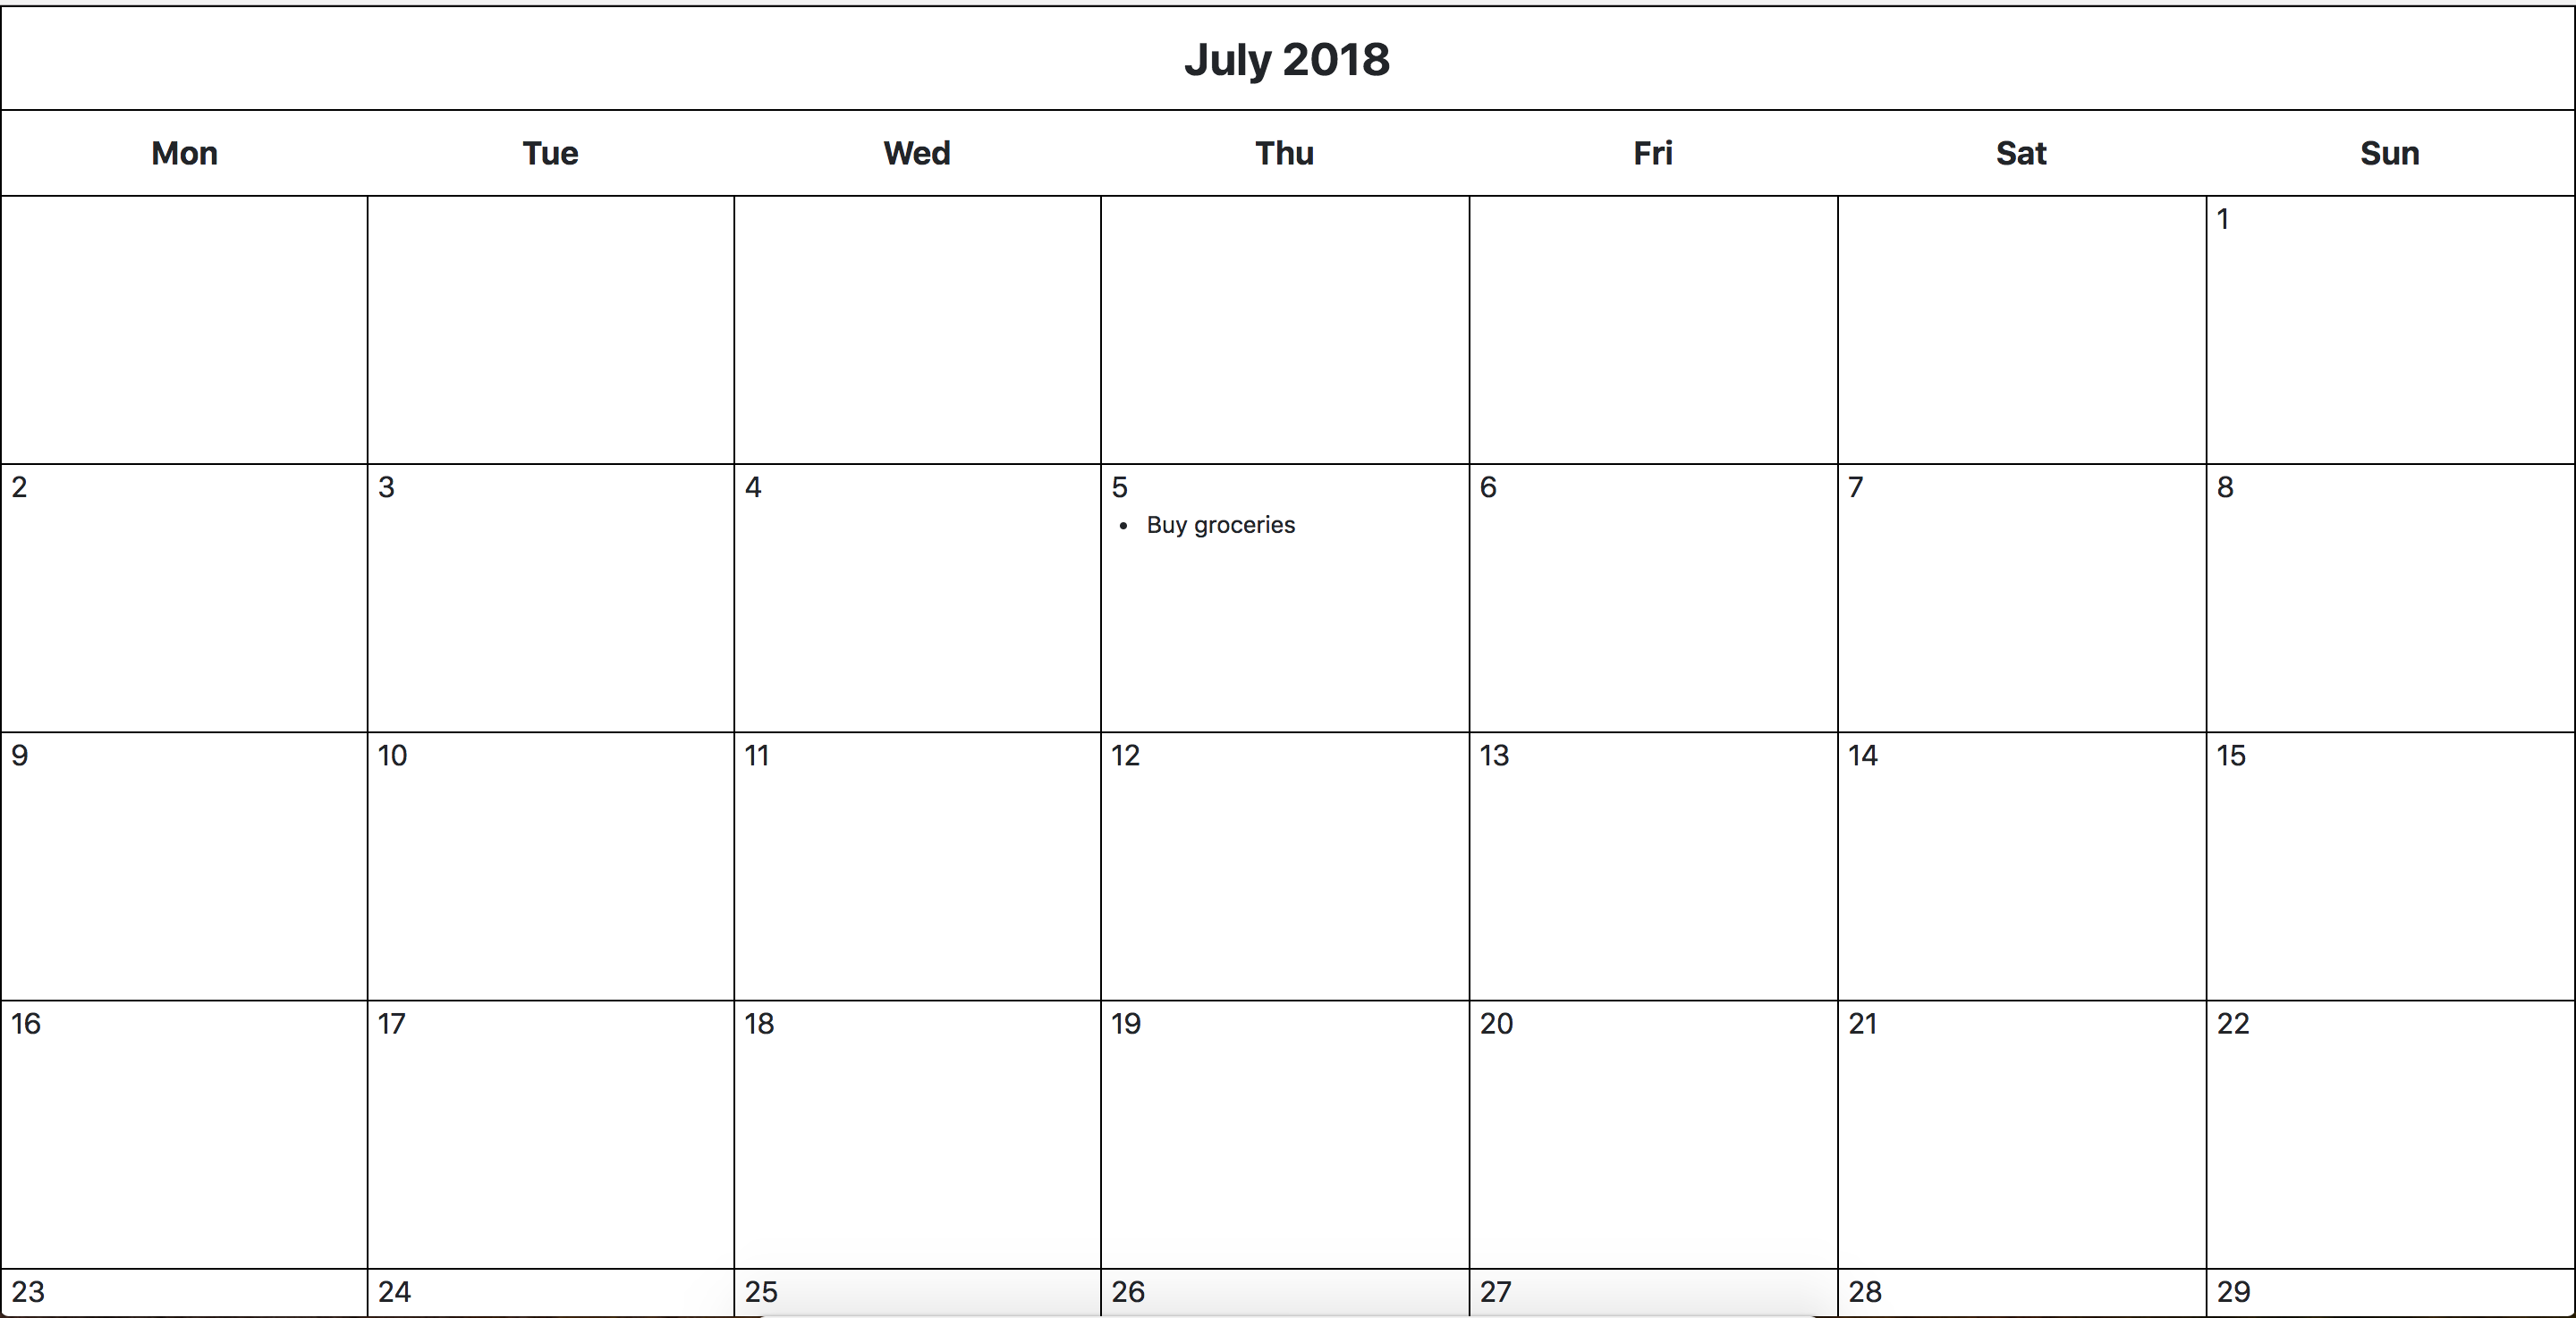 July 2018
Mon Tue Wed Thu Fri Sat Sun
1
2 3 4 5 6 7 8
• Buy groceries
9 10 11 12 13 14 15
16 17 18 19 20 21 22
23 24 25 26 27 28 29